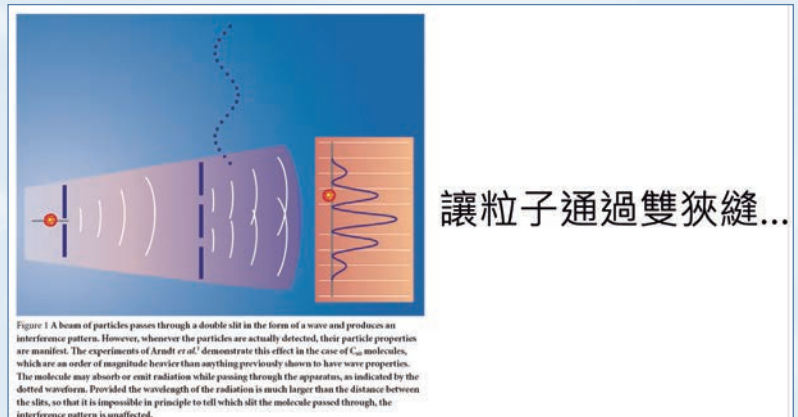 讓粒子通過雙狹縫...
Figure 1 A beam of particles passes through a double slit in the form of a wave and produces an
interference pattern. However, whenever the particles are actually detected, their particle properties
are manifest. The experiments of Arndt et al.¹ demonstrate this effect in the case of C₆₀ molecules,
which are an order of magnitude heavier than anything previously shown to have wave properties.
The molecule may absorb or emit radiation while passing through the apparatus, as indicated by the
dotted waveform. Provided the wavelength of the radiation is much larger than the distance between
the slits, so that it is impossible in principle to tell which slit the molecule passed through, the
interference pattern is unaffected.